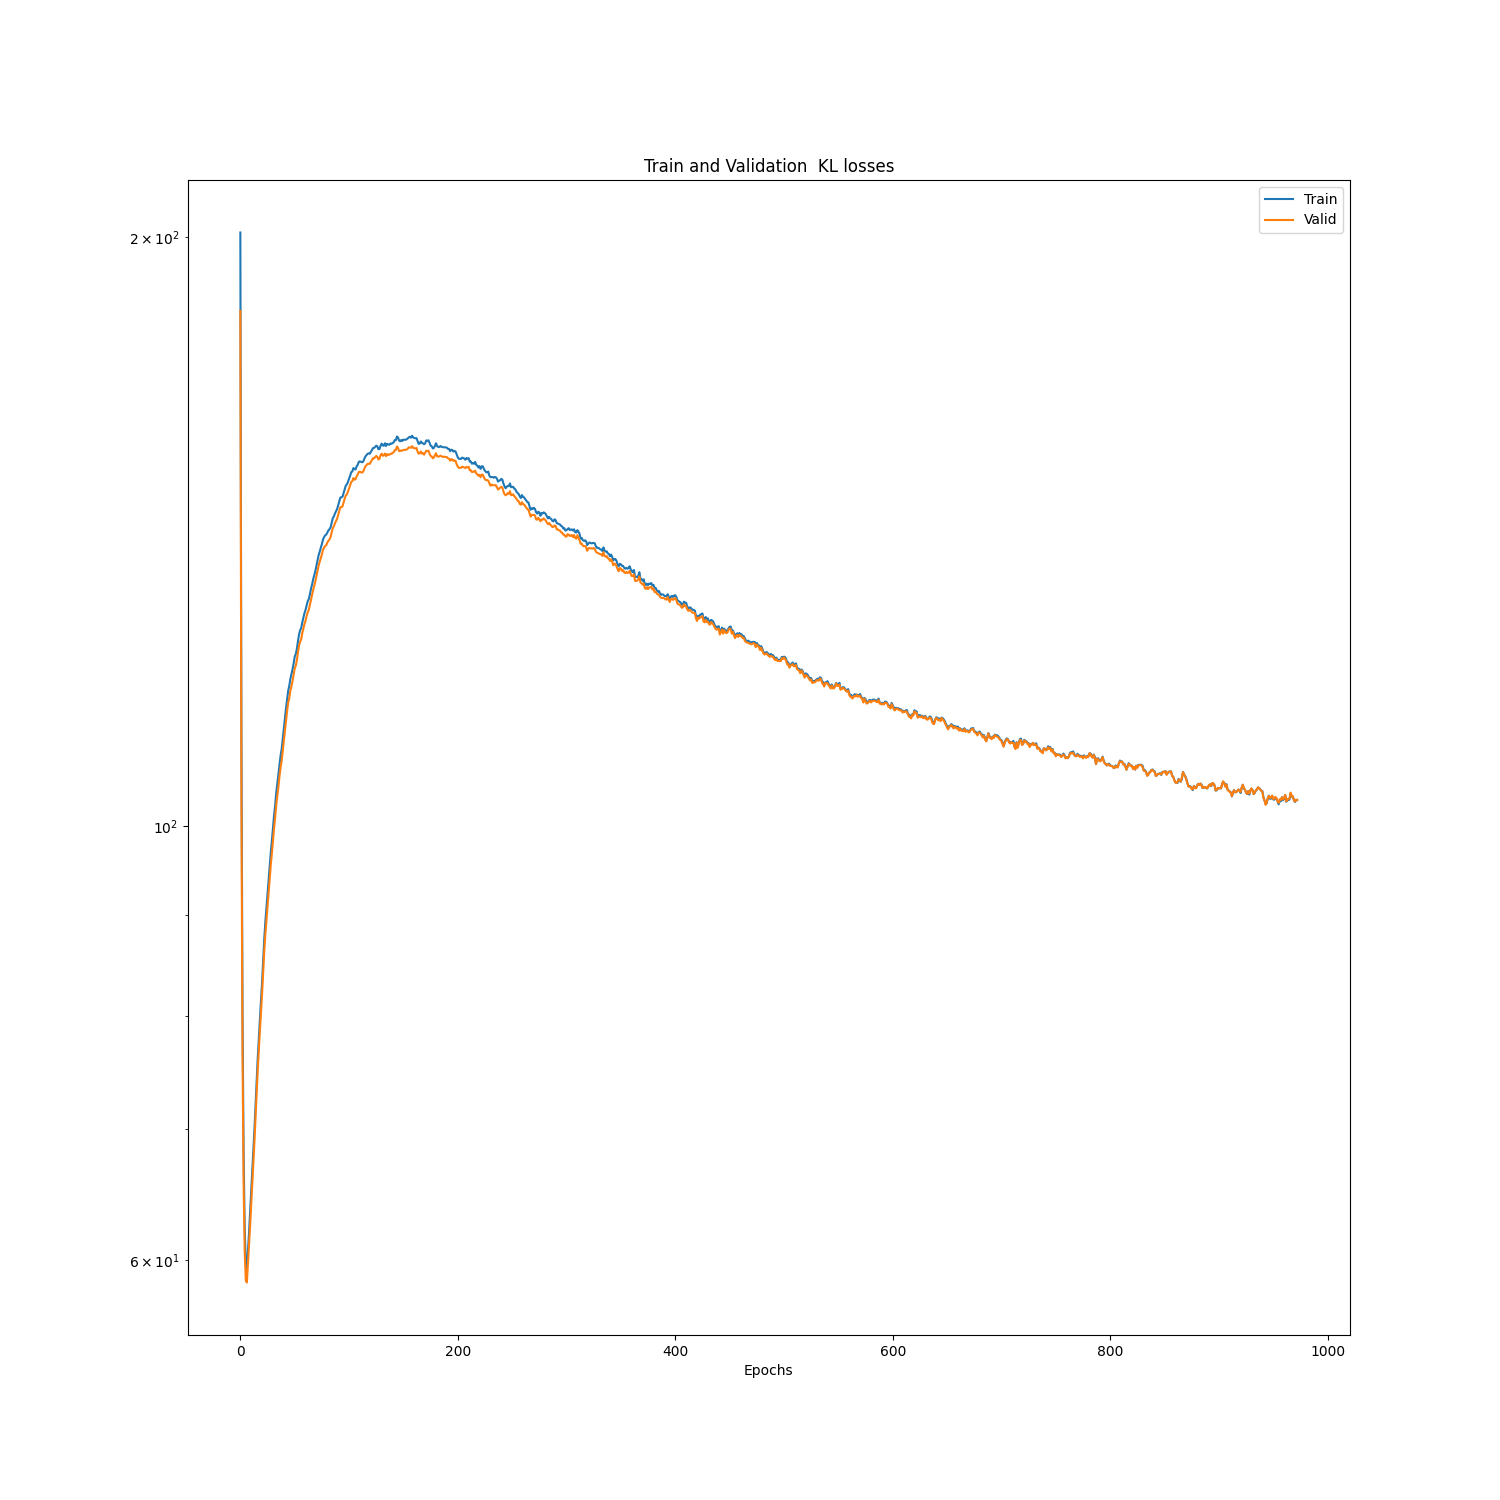 Train and Validation  KL losses
Train
Valid
2 × 10²
10²
6 × 10¹
0 200 400 600 800 1000
Epochs